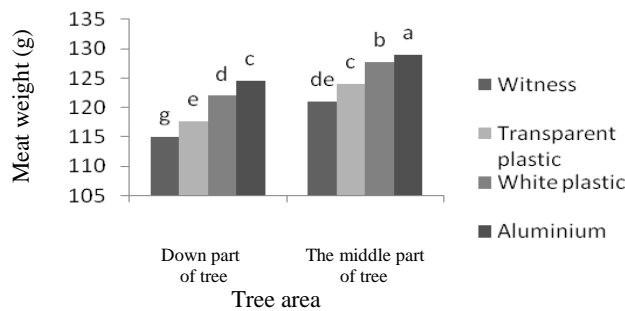 Meat weight (g)
135
130
125
120
115
110
105
g
e
d
c
de
c
b
a
Down part
of tree
The middle part
of tree
Tree area
Witness
Transparent
plastic
White plastic
Aluminium